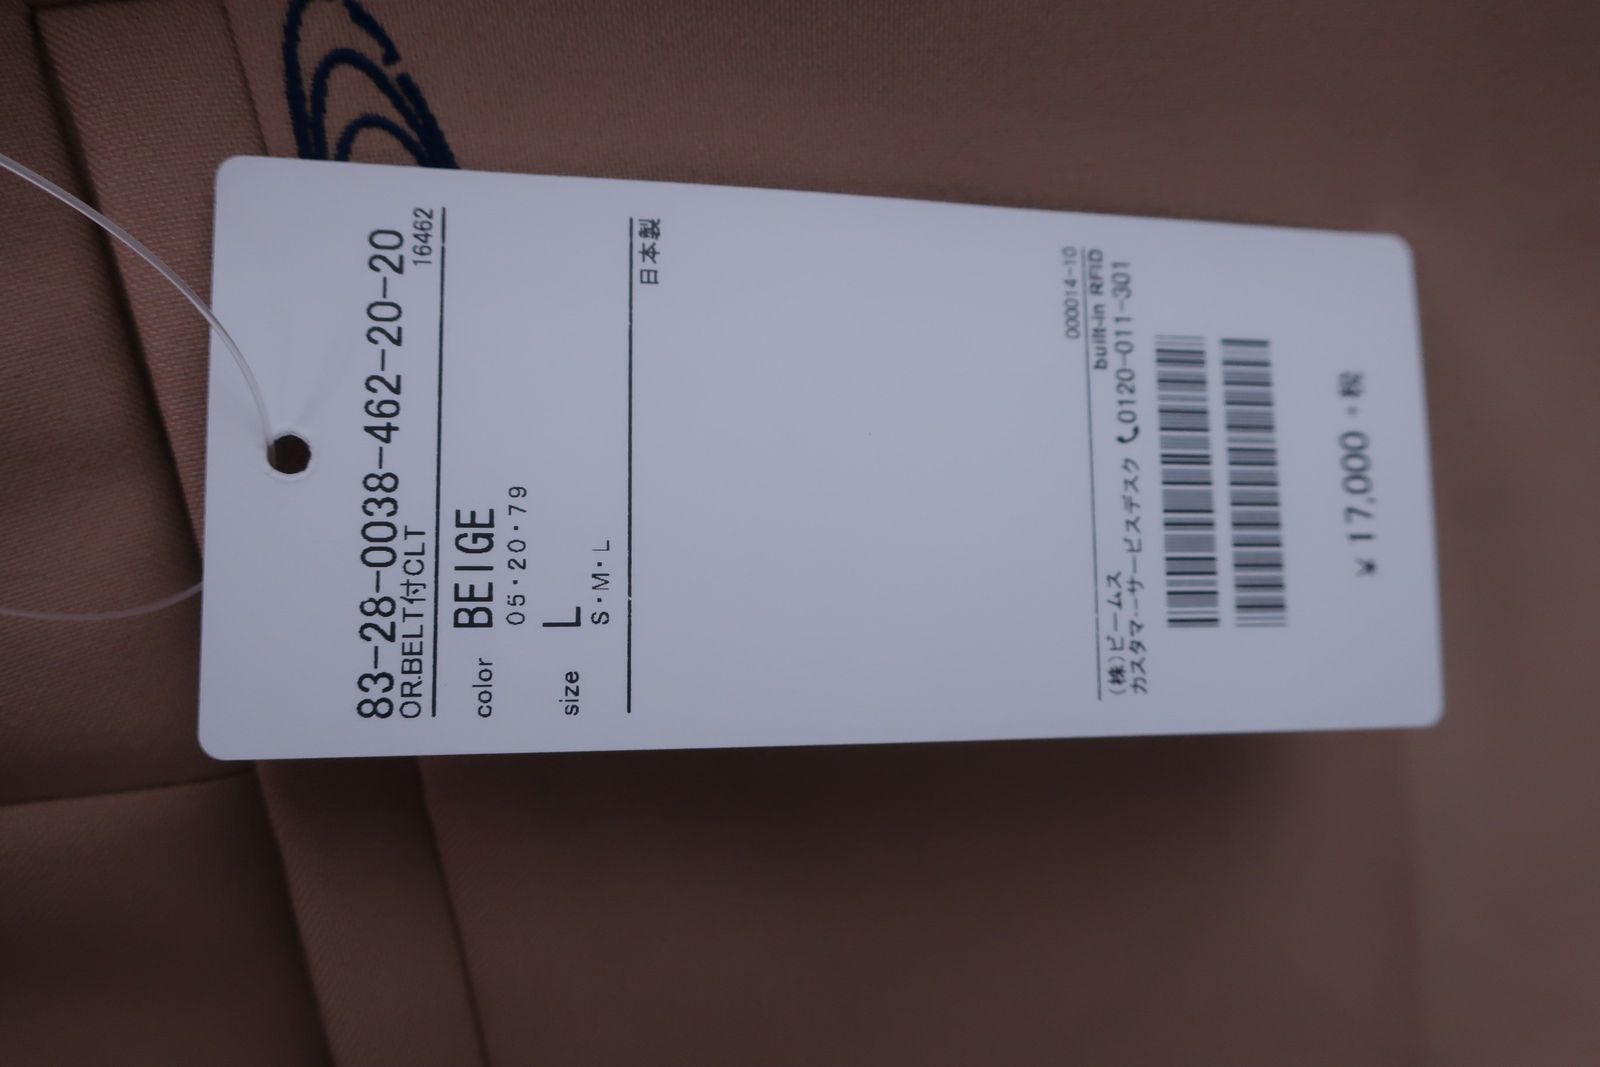 83-28-0038-462-20-20
OR.BELT付CLT 16462
color BEIGE
05・20・79
size L
S・M・L
日本製
000014-10
built-in RFID
(株)ビームス
カスタマーサービスデスク 0120-011-301
¥17,000+税